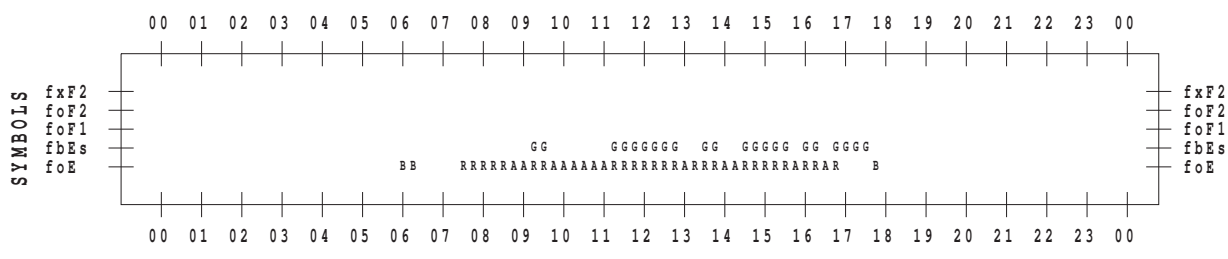 00 01 02 03 04 05 06 07 08 09 10 11 12 13 14 15 16 17 18 19 20 21 22 23 00
SYMBOLS
fxF2 fxF2
foF2 foF2
foF1 foF1
fbEs GG GGGGGGG GG GGGGG GG GGGG fbEs
foE BB RRRRRAARRAAAAAARRRRRRRARRRAARRRRRARRAR B foE
00 01 02 03 04 05 06 07 08 09 10 11 12 13 14 15 16 17 18 19 20 21 22 23 00